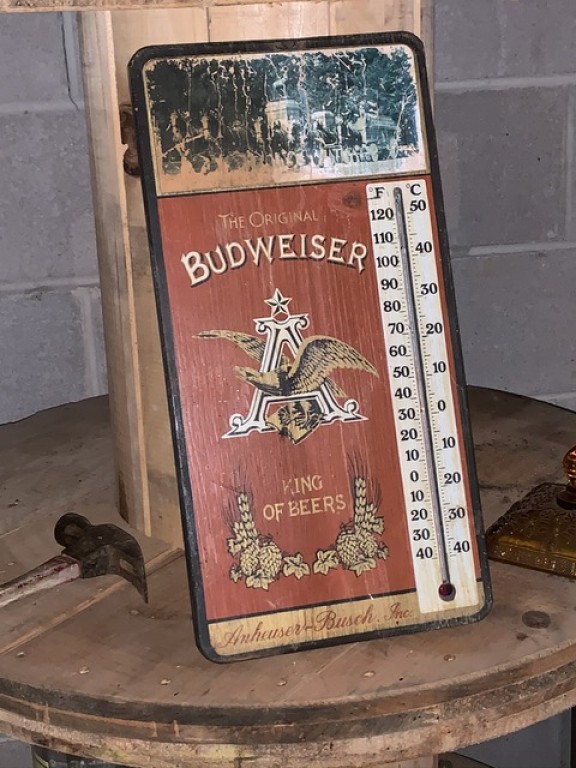 THE ORIGINAL
BUDWEISER
A
KING
OF BEERS
Anheuser-Busch, Inc.
°F °C
120 50
110
100 40
90
80 30
70 20
60
50 10
40
30 0
20
10 10
0 20
10
20 30
30
40 40